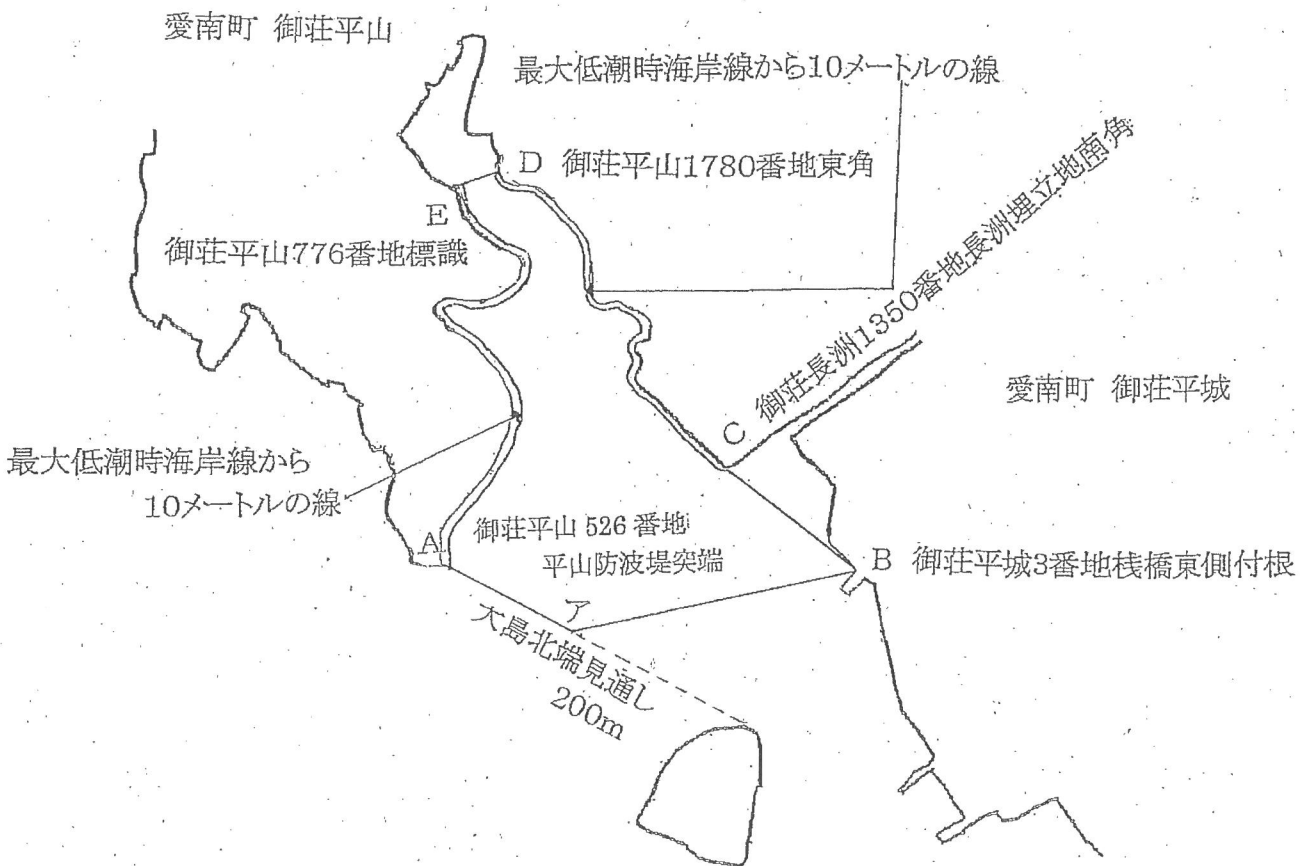 愛南町 御荘平山
最大低潮時海岸線から10メートルの線
D 御荘平山1780番地東角
E
御荘平山776番地標識
C 御荘長洲1350番地長洲埋立地南角
愛南町 御荘平城
最大低潮時海岸線から
10メートルの線
A
御荘平山526番地
平山防波堤突端
B 御荘平城3番地桟橋東側付根
ア
大島北端見通し
200m